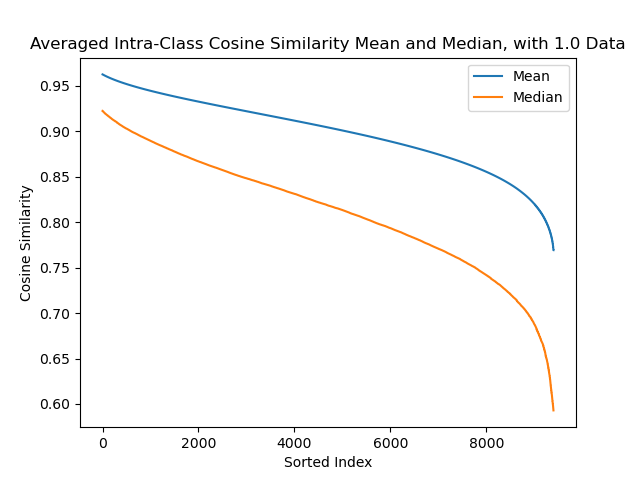 Averaged Intra-Class Cosine Similarity Mean and Median, with 1.0 Data
Mean
Median
Cosine Similarity
0.95
0.90
0.85
0.80
0.75
0.70
0.65
0.60
0
2000
4000
6000
8000
Sorted Index